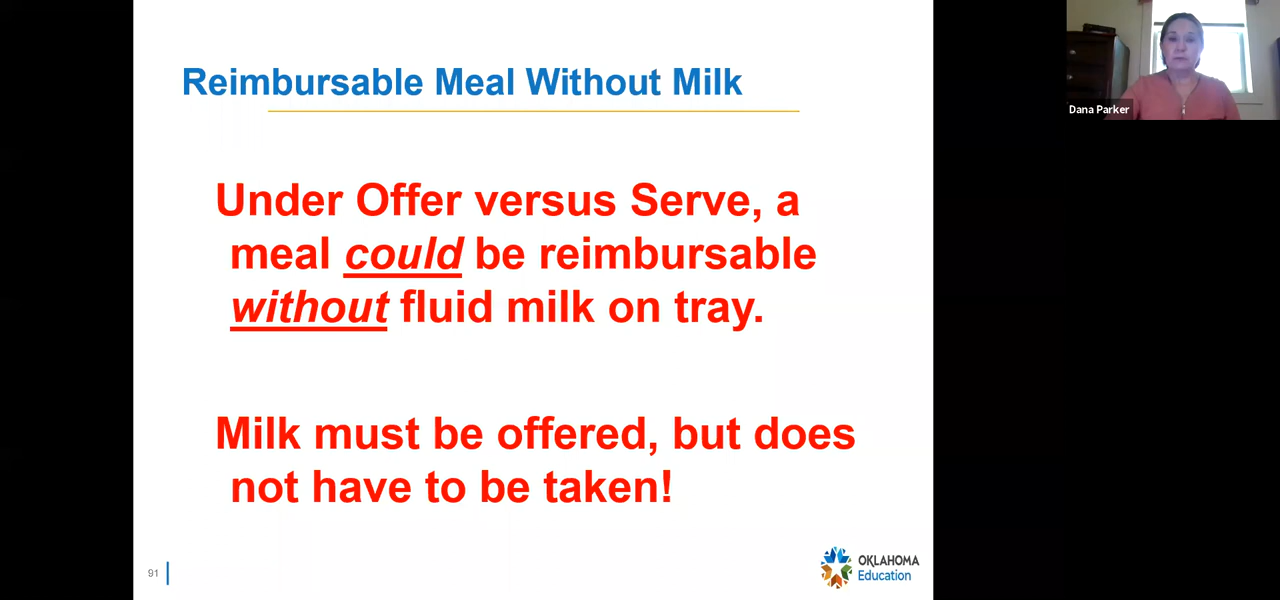 Reimbursable Meal Without Milk
Under Offer versus Serve, a
meal could be reimbursable
without fluid milk on tray.
Milk must be offered, but does
not have to be taken!
91
OKLAHOMA
Education
Dana Parker